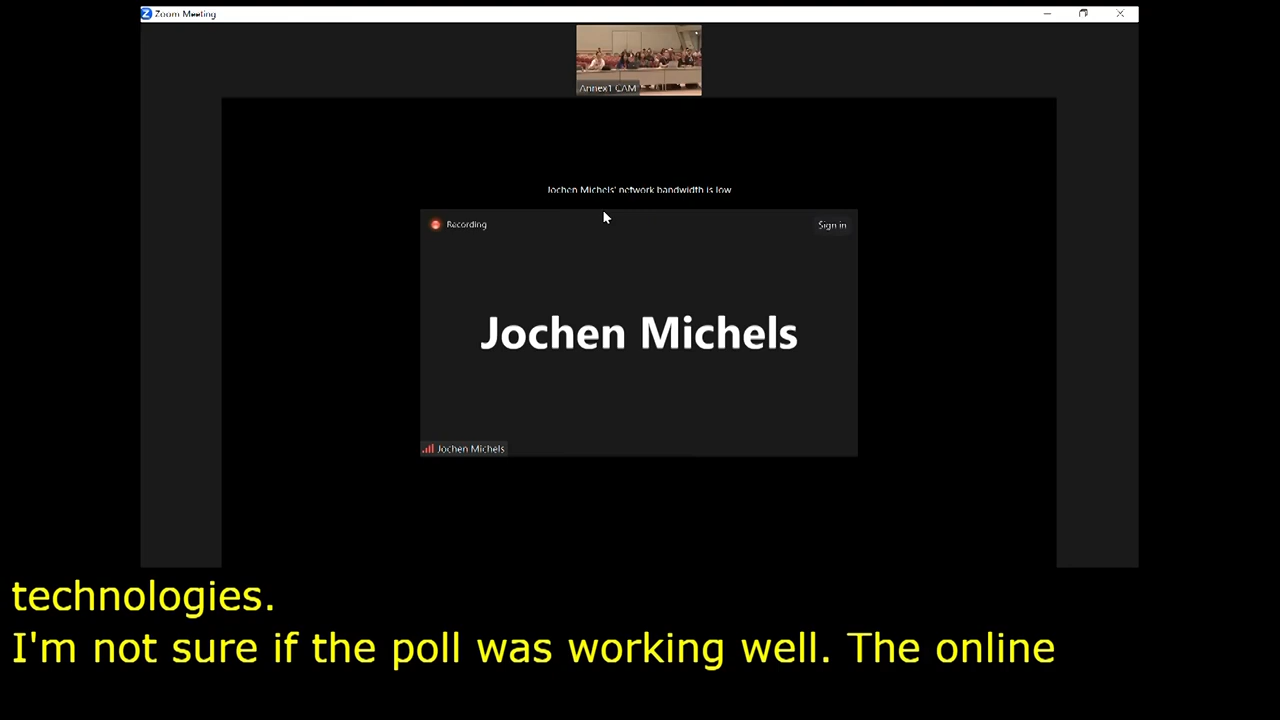 Zoom Meeting
Annex1 CAM
Jochen Michels' network bandwidth is low
Recording
Sign in
Jochen Michels
Jochen Michels
technologies.
I'm not sure if the poll was working well. The online